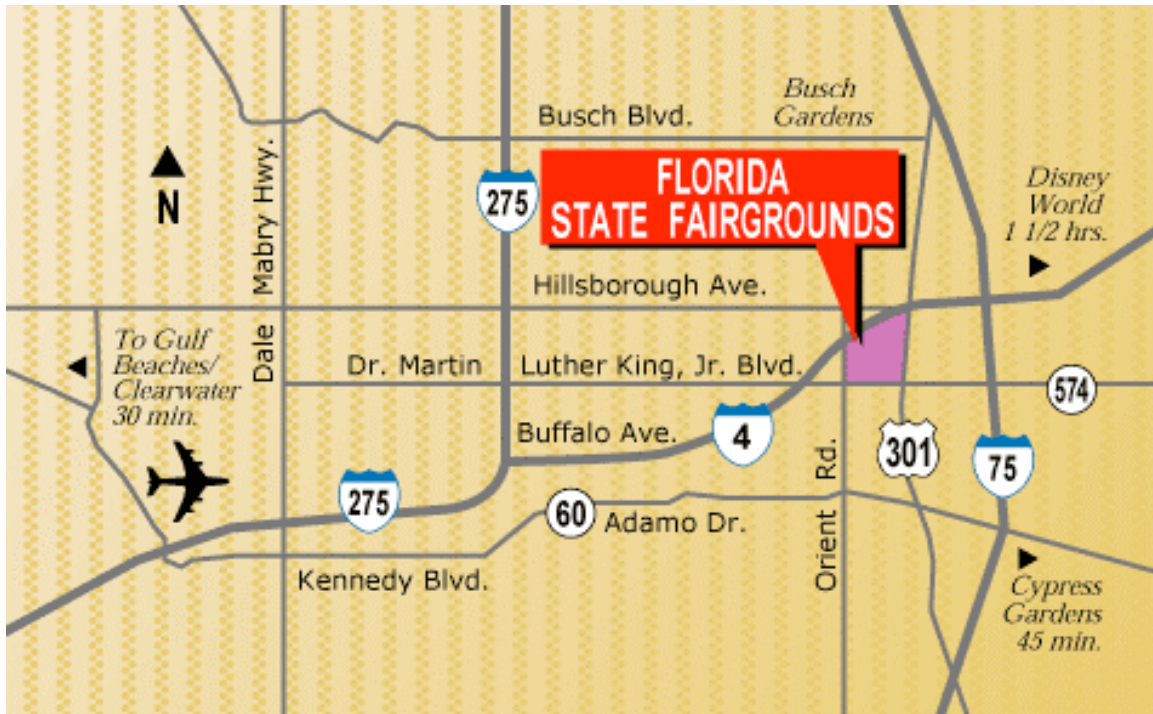 Busch
Gardens
Busch Blvd.
FLORIDA
STATE FAIRGROUNDS
275
N
Dale Mabry Hwy.
Disney
World
1 1/2 hrs.
Hillsborough Ave.
To Gulf
Beaches/
Clearwater
30 min.
Dr. Martin Luther King, Jr. Blvd.
574
Buffalo Ave.
4
301
75
275
60
Adamo Dr.
Orient Rd.
Kennedy Blvd.
Cypress
Gardens
45 min.